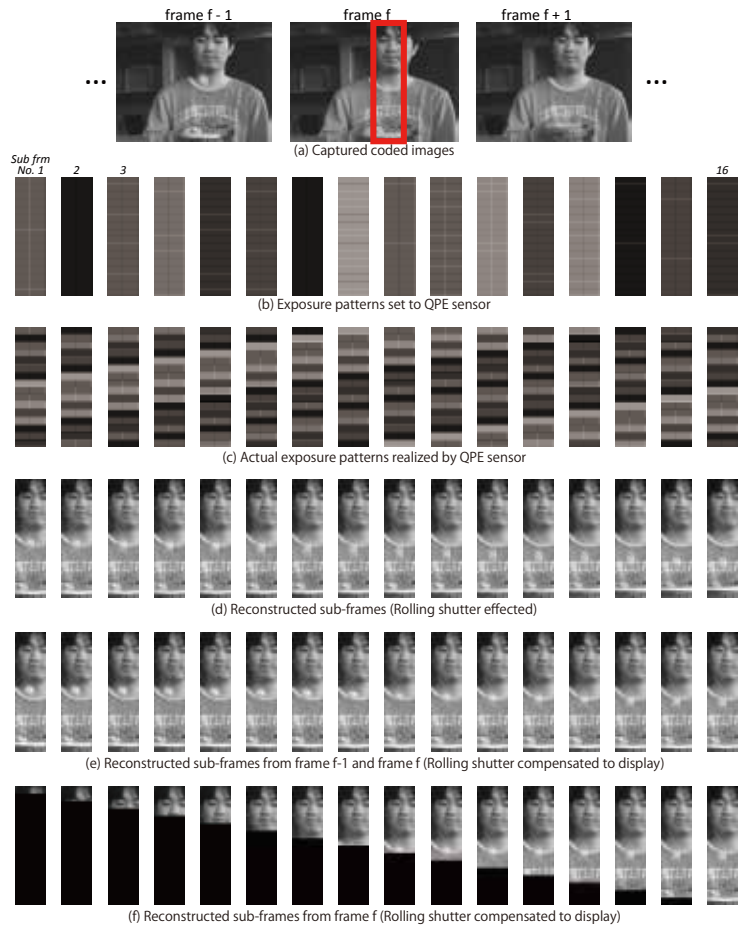 frame f - 1 frame f frame f + 1
... ...
(a) Captured coded images
Sub frm
No. 1 2 3 16
(b) Exposure patterns set to QPE sensor
(c) Actual exposure patterns realized by QPE sensor
(d) Reconstructed sub-frames (Rolling shutter effected)
(e) Reconstructed sub-frames from frame f-1 and frame f (Rolling shutter compensated to display)
(f) Reconstructed sub-frames from frame f (Rolling shutter compensated to display)